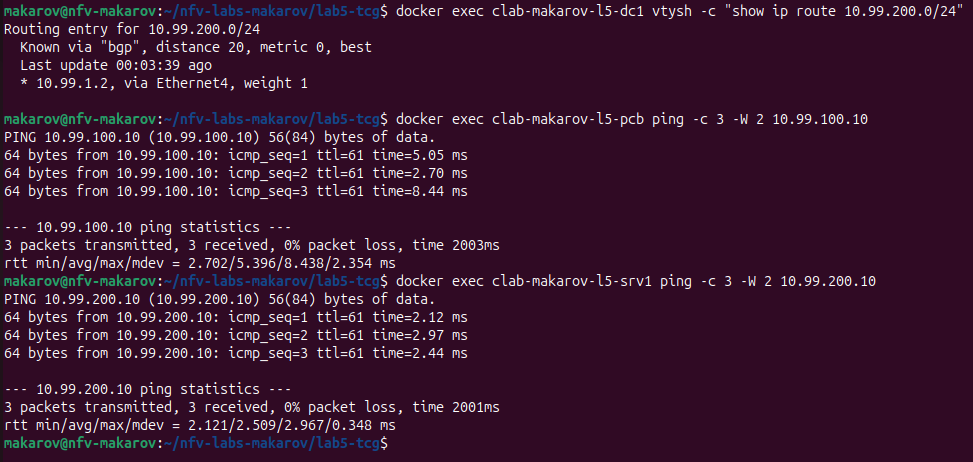 makarov@nfv-makarov:~/nfv-labs-makarov/lab5-tcg$ docker exec clab-makarov-l5-dc1 vtysh -c "show ip route 10.99.200.0/24"
Routing entry for 10.99.200.0/24
  Known via "bgp", distance 20, metric 0, best
  Last update 00:03:39 ago
  * 10.99.1.2, via Ethernet4, weight 1

makarov@nfv-makarov:~/nfv-labs-makarov/lab5-tcg$ docker exec clab-makarov-l5-pcb ping -c 3 -W 2 10.99.100.10
PING 10.99.100.10 (10.99.100.10) 56(84) bytes of data.
64 bytes from 10.99.100.10: icmp_seq=1 ttl=61 time=5.05 ms
64 bytes from 10.99.100.10: icmp_seq=2 ttl=61 time=2.70 ms
64 bytes from 10.99.100.10: icmp_seq=3 ttl=61 time=8.44 ms

--- 10.99.100.10 ping statistics ---
3 packets transmitted, 3 received, 0% packet loss, time 2003ms
rtt min/avg/max/mdev = 2.702/5.396/8.438/2.354 ms
makarov@nfv-makarov:~/nfv-labs-makarov/lab5-tcg$ docker exec clab-makarov-l5-srv1 ping -c 3 -W 2 10.99.200.10
PING 10.99.200.10 (10.99.200.10) 56(84) bytes of data.
64 bytes from 10.99.200.10: icmp_seq=1 ttl=61 time=2.12 ms
64 bytes from 10.99.200.10: icmp_seq=2 ttl=61 time=2.97 ms
64 bytes from 10.99.200.10: icmp_seq=3 ttl=61 time=2.44 ms

--- 10.99.200.10 ping statistics ---
3 packets transmitted, 3 received, 0% packet loss, time 2001ms
rtt min/avg/max/mdev = 2.121/2.509/2.967/0.348 ms
makarov@nfv-makarov:~/nfv-labs-makarov/lab5-tcg$